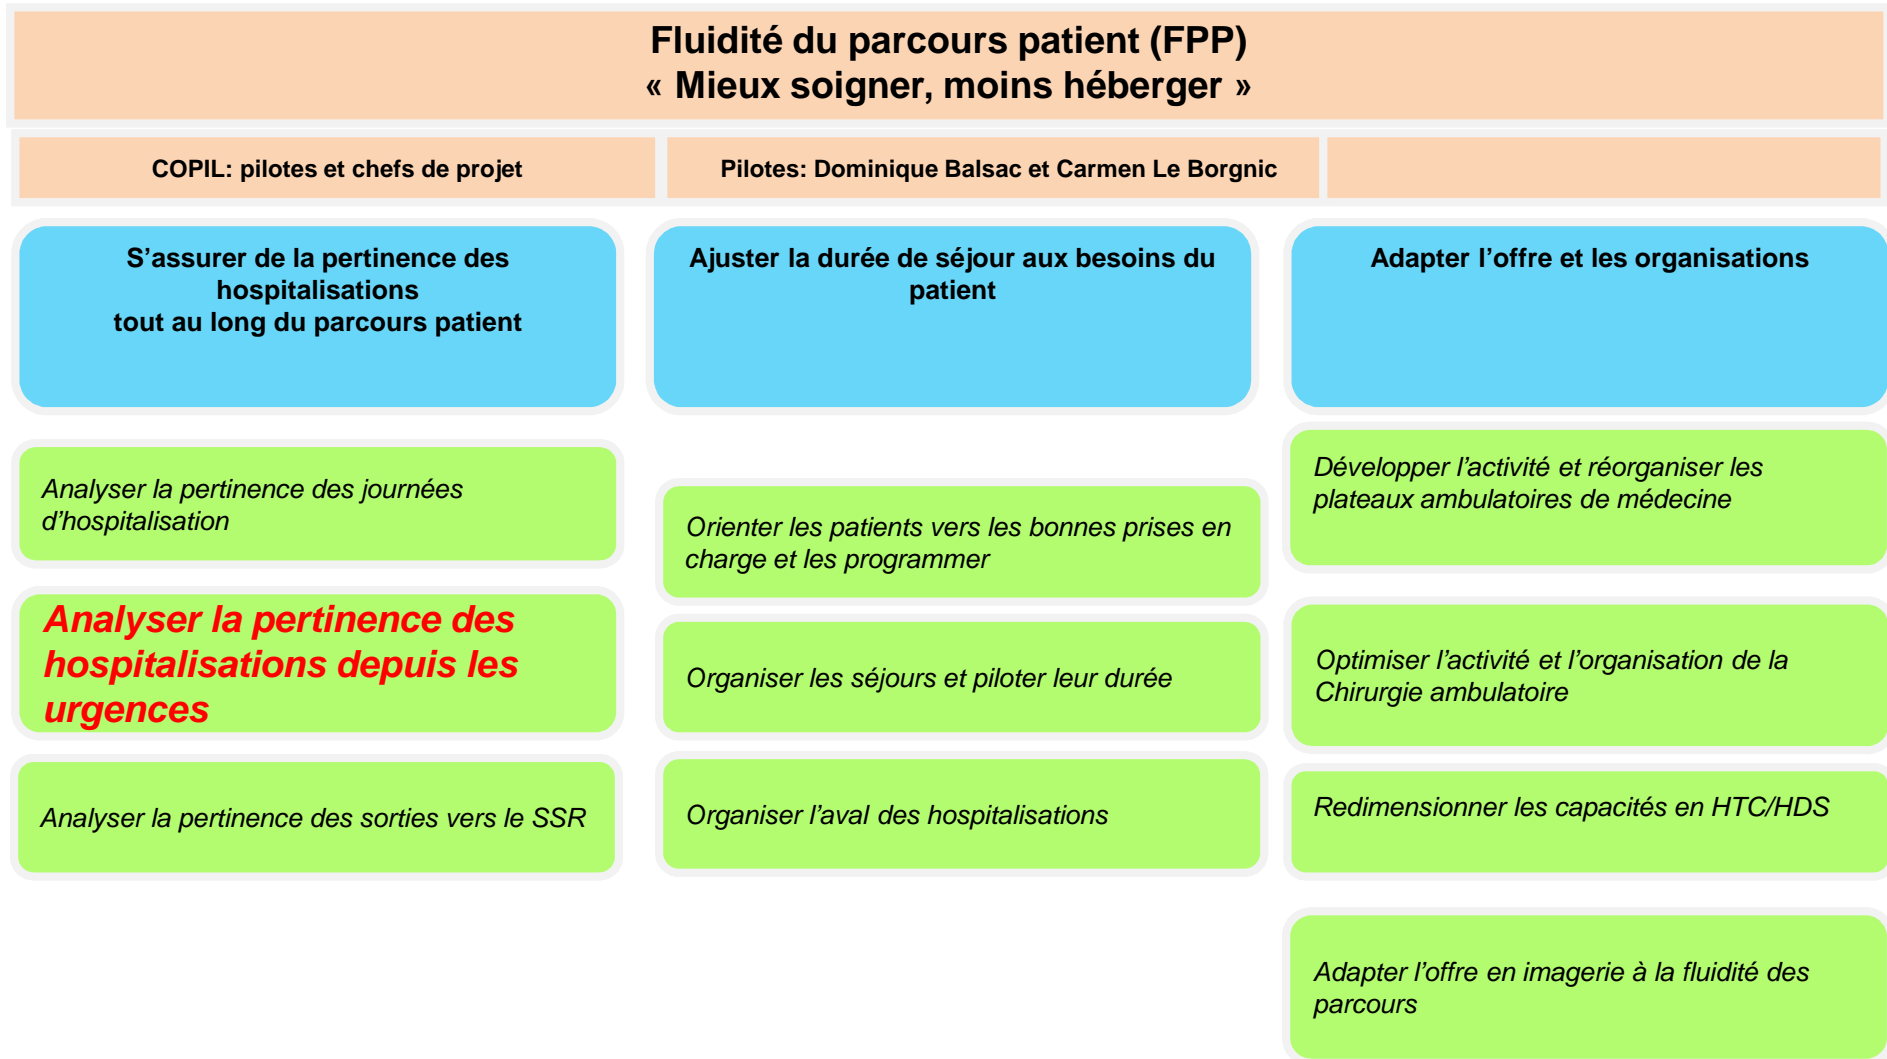 Fluidité du parcours patient (FPP)
« Mieux soigner, moins héberger »
COPIL: pilotes et chefs de projet
Pilotes: Dominique Balsac et Carmen Le Borgnic
S’assurer de la pertinence des
hospitalisations
tout au long du parcours patient
Analyser la pertinence des journées
d’hospitalisation
Analyser la pertinence des
hospitalisations depuis les
urgences
Analyser la pertinence des sorties vers le SSR
Ajuster la durée de séjour aux besoins du
patient
Orienter les patients vers les bonnes prises en
charge et les programmer
Organiser les séjours et piloter leur durée
Organiser l’aval des hospitalisations
Adapter l’offre et les organisations
Développer l’activité et réorganiser les
plateaux ambulatoires de médecine
Optimiser l’activité et l’organisation de la
Chirurgie ambulatoire
Redimensionner les capacités en HTC/HDS
Adapter l’offre en imagerie à la fluidité des
parcours